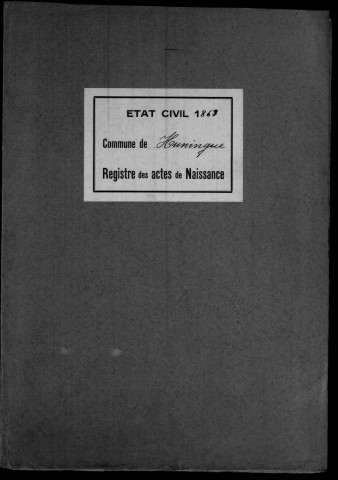 ETAT CIVIL 1863
Commune de Huningue
Registre des actes de Naissance